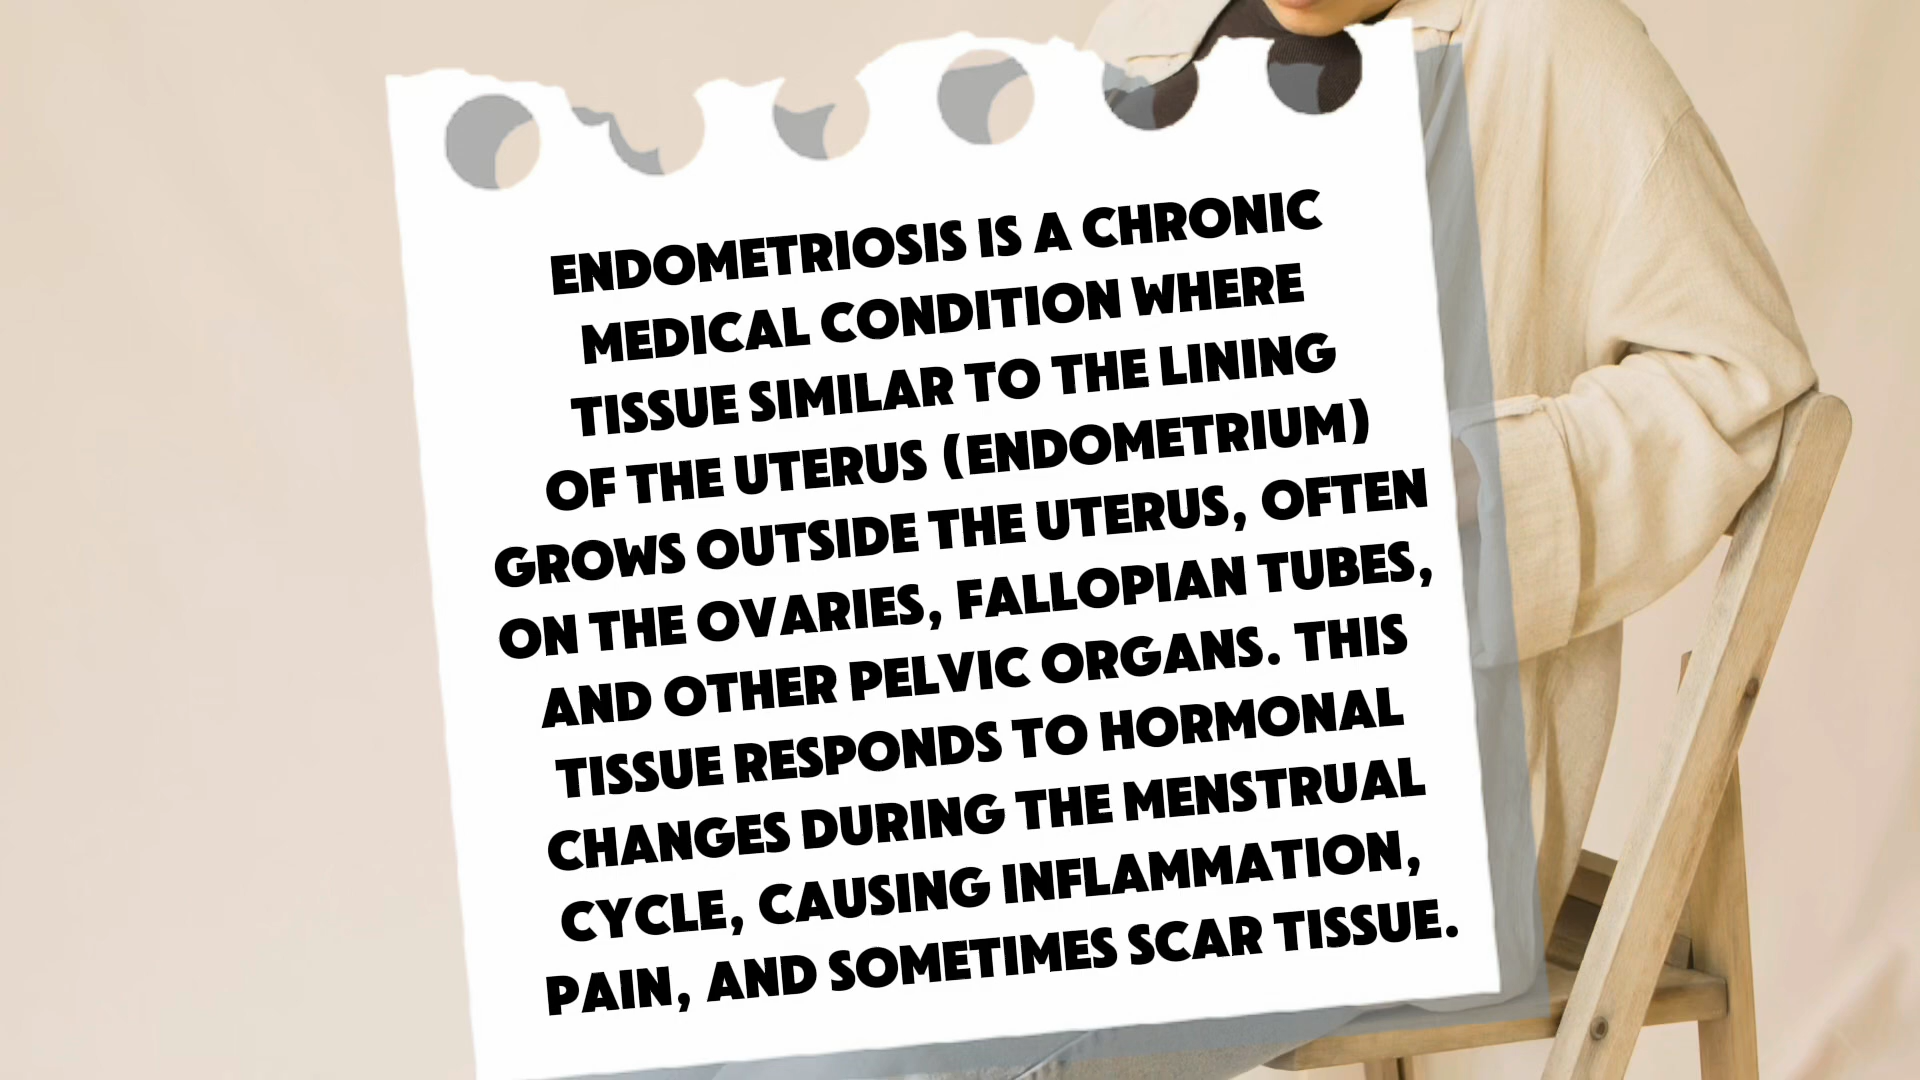 ENDOMETRIOSIS IS A CHRONIC
MEDICAL CONDITION WHERE
TISSUE SIMILAR TO THE LINING
OF THE UTERUS (ENDOMETRIUM)
GROWS OUTSIDE THE UTERUS, OFTEN
ON THE OVARIES, FALLOPIAN TUBES,
AND OTHER PELVIC ORGANS. THIS
TISSUE RESPONDS TO HORMONAL
CHANGES DURING THE MENSTRUAL
CYCLE, CAUSING INFLAMMATION,
PAIN, AND SOMETIMES SCAR TISSUE.